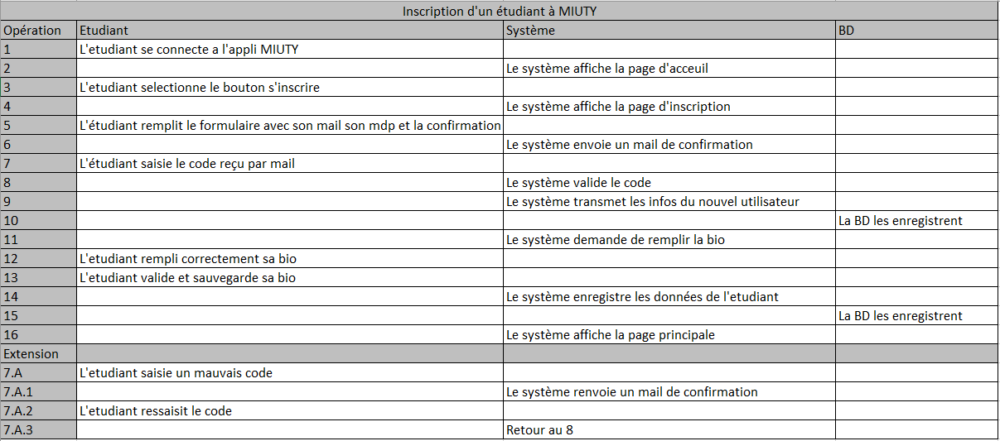 Inscription d'un étudiant à MIUTY
Opération Etudiant Système BD
1 L'etudiant se connecte a l'appli MIUTY
2 Le système affiche la page d'acceuil
3 L'etudiant selectionne le bouton s'inscrire
4 Le système affiche la page d'inscription
5 L'étudiant remplit le formulaire avec son mail son mdp et la confirmation
6 Le système envoie un mail de confirmation
7 L'étudiant saisie le code reçu par mail
8 Le système valide le code
9 Le système transmet les infos du nouvel utilisateur
10 La BD les enregistrent
11 Le système demande de remplir la bio
12 L'etudiant rempli correctement sa bio
13 L'etudiant valide et sauvegarde sa bio
14 Le système enregistre les données de l'etudiant
15 La BD les enregistrent
16 Le système affiche la page principale
Extension
7.A L'etudiant saisie un mauvais code
7.A.1 Le système renvoie un mail de confirmation
7.A.2 L'etudiant ressaisit le code
7.A.3 Retour au 8